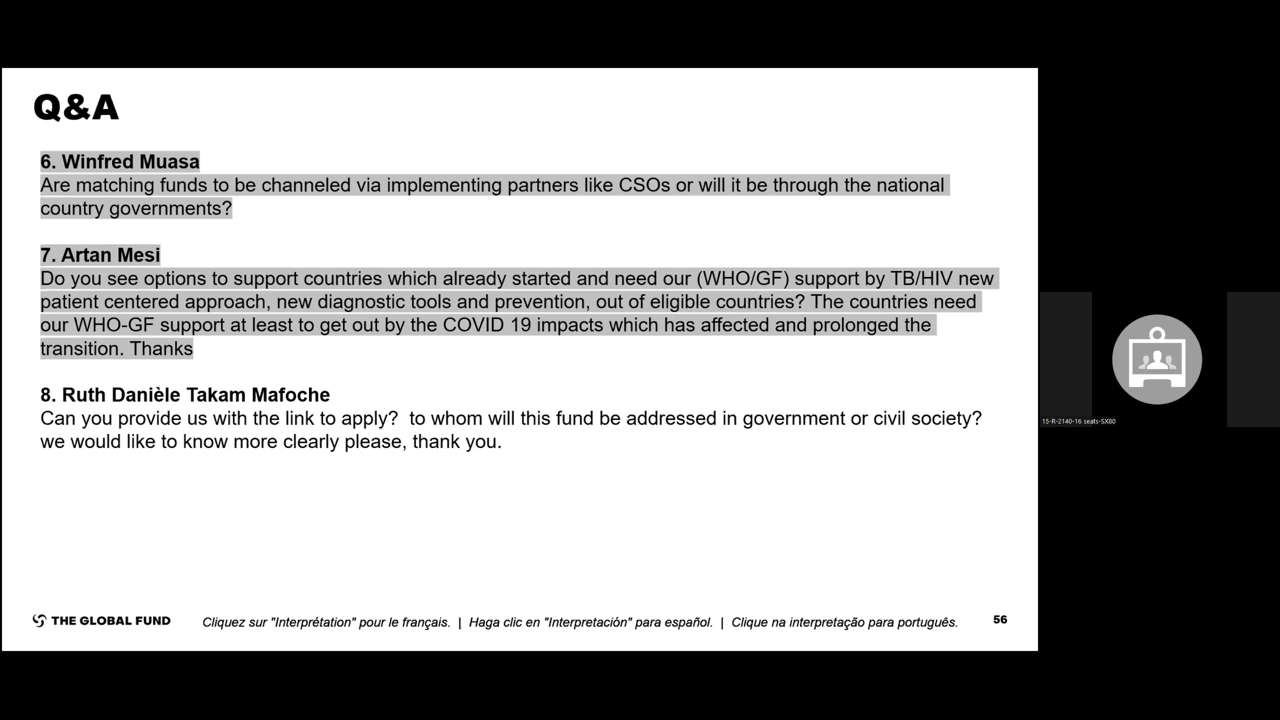 Q&A
6. Winfred Muasa
Are matching funds to be channeled via implementing partners like CSOs or will it be through the national
country governments?
7. Artan Mesi
Do you see options to support countries which already started and need our (WHO/GF) support by TB/HIV new
patient centered approach, new diagnostic tools and prevention, out of eligible countries? The countries need
our WHO-GF support at least to get out by the COVID 19 impacts which has affected and prolonged the
transition. Thanks
8. Ruth Danièle Takam Mafoche
Can you provide us with the link to apply?  to whom will this fund be addressed in government or civil society?
we would like to know more clearly please, thank you.
15-R-2140-16 seats-SX80
THE GLOBAL FUND
Cliquez sur "Interprétation" pour le français.  |  Haga clic en "Interpretación" para español.  |  Clique na interpretação para português.
56